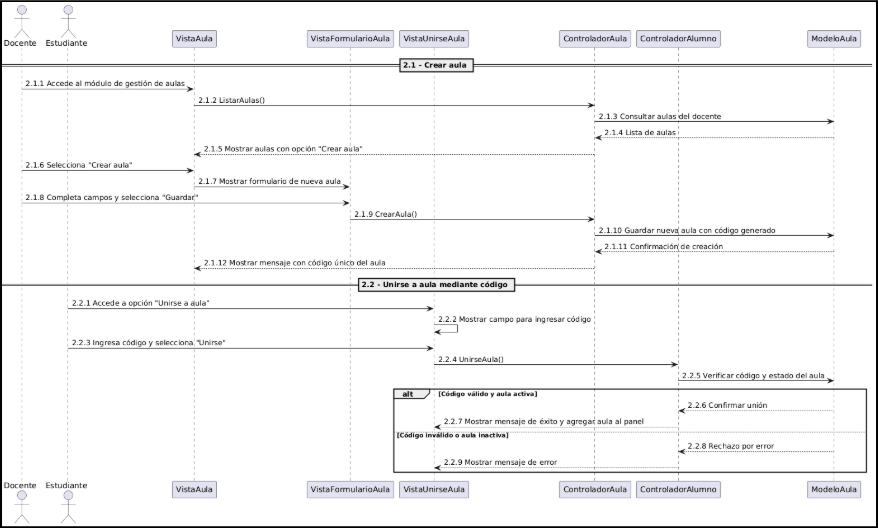 Docente Estudiante VistaAula VistaFormularioAula VistaUnirseAula ControladorAula ControladorAlumno ModeloAula
2.1 - Crear aula
2.1.1 Accede al módulo de gestión de aulas
2.1.2 ListarAulas()
2.1.3 Consultar aulas del docente
2.1.4 Lista de aulas
2.1.5 Mostrar aulas con opción "Crear aula"
2.1.6 Selecciona "Crear aula"
2.1.7 Mostrar formulario de nueva aula
2.1.8 Completa campos y selecciona "Guardar"
2.1.9 CrearAula()
2.1.10 Guardar nueva aula con código generado
2.1.11 Confirmación de creación
2.1.12 Mostrar mensaje con código único del aula
2.2 - Unirse a aula mediante código
2.2.1 Accede a opción "Unirse a aula"
2.2.2 Mostrar campo para ingresar código
2.2.3 Ingresa código y selecciona "Unirse"
2.2.4 UnirseAula()
2.2.5 Verificar código y estado del aula
alt [Código válido y aula activa]
2.2.6 Confirmar unión
2.2.7 Mostrar mensaje de éxito y agregar aula al panel
[Código inválido o aula inactiva]
2.2.8 Rechazo por error
2.2.9 Mostrar mensaje de error
Docente Estudiante VistaAula VistaFormularioAula VistaUnirseAula ControladorAula ControladorAlumno ModeloAula